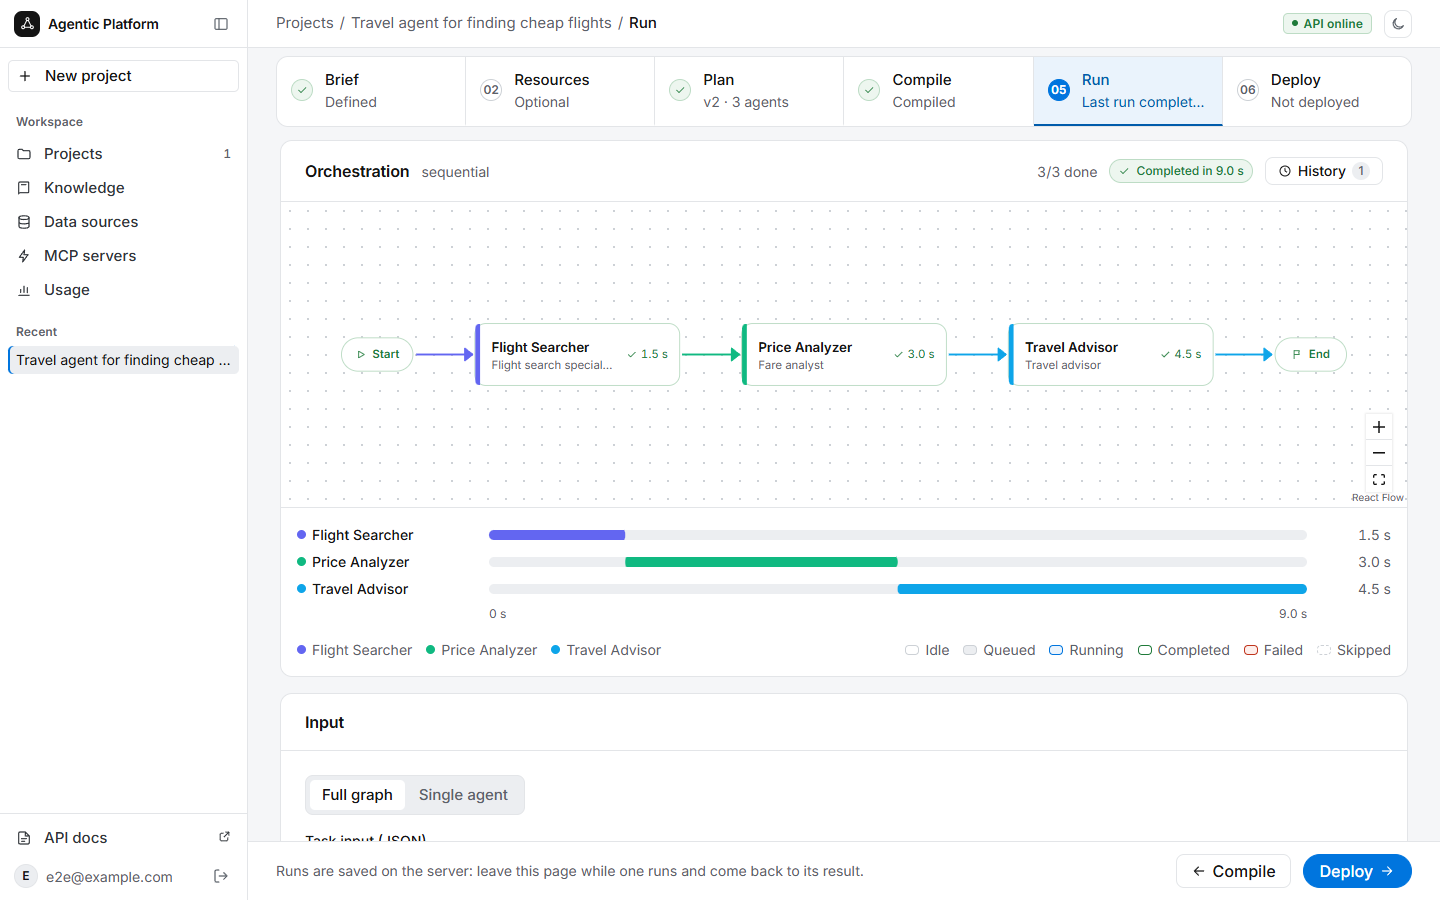 Agentic Platform
Projects / Travel agent for finding cheap flights / Run
API online
New project
Workspace
Projects 1
Knowledge
Data sources
MCP servers
Usage
Recent
Travel agent for finding cheap ...
API docs
E e2e@example.com
Brief
Defined
02 Resources
Optional
Plan
v2 · 3 agents
Compile
Compiled
05 Run
Last run complet...
06 Deploy
Not deployed
Orchestration sequential
3/3 done
Completed in 9.0 s
History 1
Start
Flight Searcher
Flight search special...
1.5 s
Price Analyzer
Fare analyst
3.0 s
Travel Advisor
Travel advisor
4.5 s
End
React Flow
Flight Searcher 1.5 s
Price Analyzer 3.0 s
Travel Advisor 4.5 s
0 s 9.0 s
Flight Searcher Price Analyzer Travel Advisor
Idle Queued Running Completed Failed Skipped
Input
Full graph Single agent
Task input (JSON)
Runs are saved on the server: leave this page while one runs and come back to its result.
Compile
Deploy